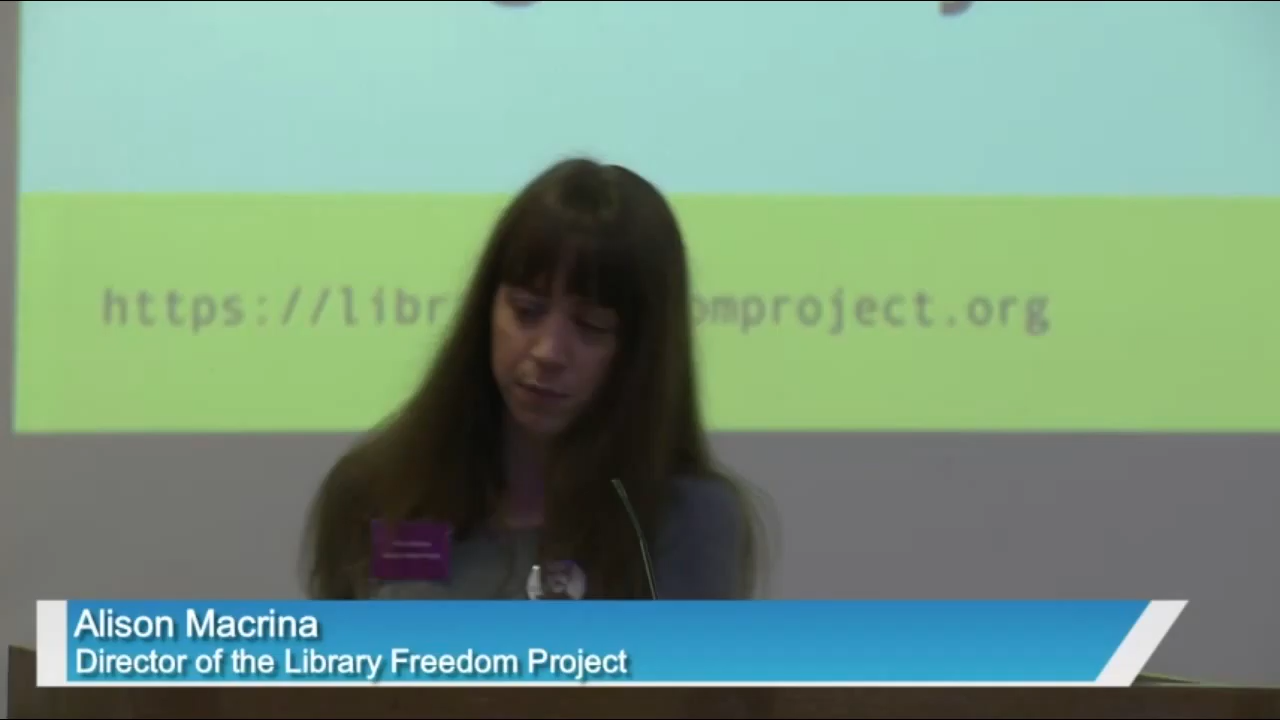 https://libr omproject.org
Alison Macrina
Director of the Library Freedom Project